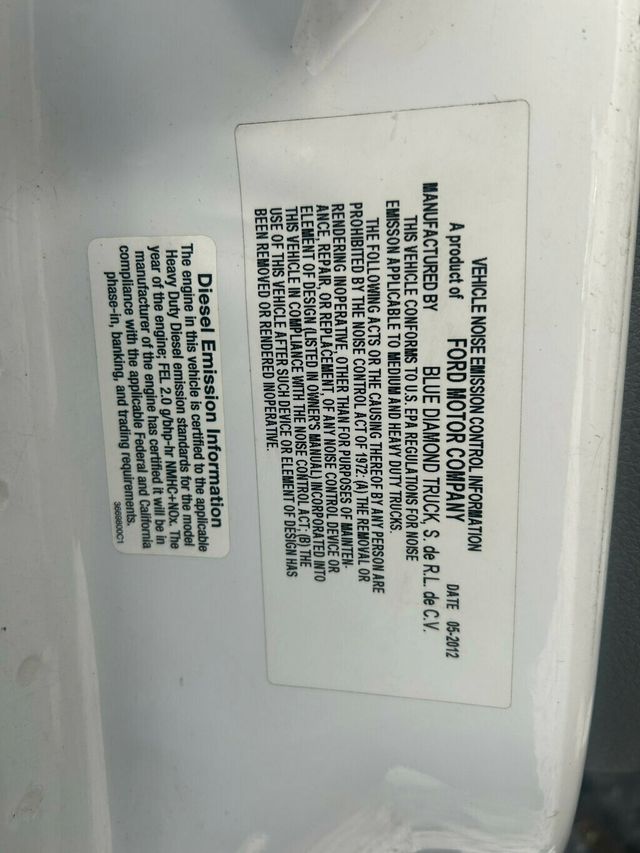 VEHICLE NOISE EMISSION CONTROL INFORMATION
A product of FORD MOTOR COMPANY DATE 05-2012
MANUFACTURED BY BLUE DIAMOND TRUCK, S. de R.L. de C.V.
THIS VEHICLE CONFORMS TO U.S. EPA REGULATIONS FOR NOISE
EMISSON APPLICABLE TO MEDIUM AND HEAVY DUTY TRUCKS.
THE FOLLOWING ACTS OR THE CAUSING THEREOF BY ANY PERSON ARE
PROHIBITED BY THE NOISE CONTROL ACT OF 1972: (A) THE REMOVAL OR
RENDERING INOPERATIVE, OTHER THAN FOR PURPOSES OF MAINTEN-
ANCE, REPAIR, OR REPLACEMENT, OF ANY NOISE CONTROL DEVICE OR
ELEMENT OF DESIGN (LISTED IN OWNER'S MANUAL) INCORPORATED INTO
THIS VEHICLE IN COMPLIANCE WITH THE NOISE CONTROL ACT; (B) THE
USE OF THIS VEHICLE AFTER SUCH DEVICE OR ELEMENT OF DESIGN HAS
BEEN REMOVED OR RENDERED INOPERATIVE.
Diesel Emission Information
The engine in this vehicle is certified to the applicable
Heavy Duty Diesel emission standards for the model
year of the engine; FEL 2.0 g/bhp-hr NMHC+NOx. The
manufacturer of the engine has certified it will be in
compliance with the applicable Federal and California
phase-in, banking, and trading requirements.
3669800C1